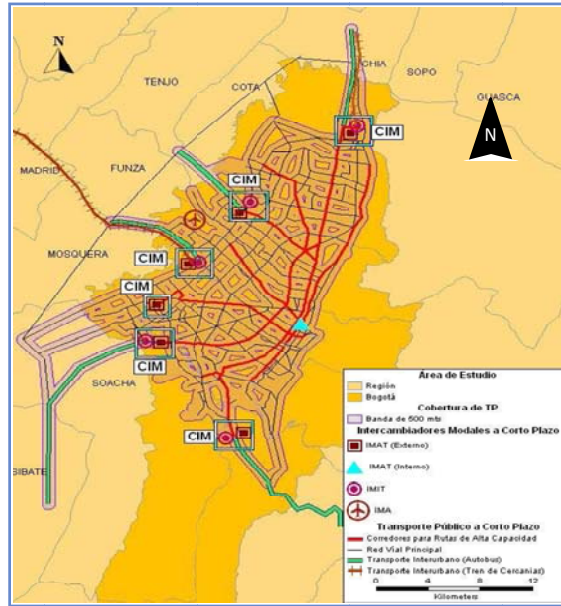 N
CHIA
SOPO
TENJO
COTA
GUASCA
N
CIM
FUNZA
MADRID
CIM
MOSQUERA
CIM
CIM
CIM
SOACHA
CIM
SIBATE
Área de Estudio
Región
Bogotá
Cobertura de TP
Banda de 500 mts
Intercambiadores Modales a Corto Plazo
IMAT (Externo)
IMAT (Interno)
IMIT
IMA
Transporte Público a Corto Plazo
Corredores para Rutas de Alta Capacidad
Red Vial Principal
Transporte Interurbano (Autobus)
Transporte Interurbano (Tren de Cercanías)
0 4 8 12
Kilometers